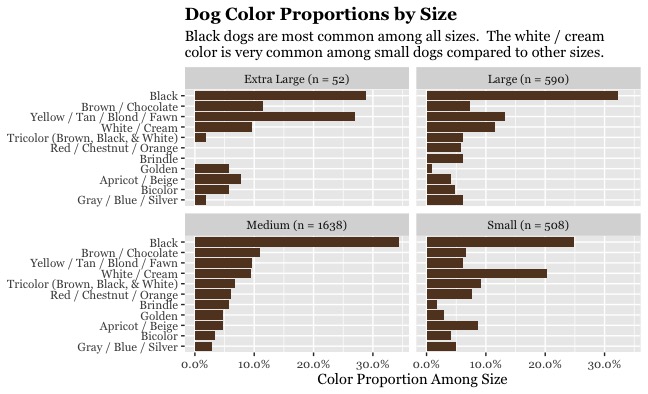 Dog Color Proportions by Size
Black dogs are most common among all sizes.  The white / cream
color is very common among small dogs compared to other sizes.
Extra Large (n = 52)
Large (n = 590)
Black
Brown / Chocolate
Yellow / Tan / Blond / Fawn
White / Cream
Tricolor (Brown, Black, & White)
Red / Chestnut / Orange
Brindle
Golden
Apricot / Beige
Bicolor
Gray / Blue / Silver
Medium (n = 1638)
Small (n = 508)
Black
Brown / Chocolate
Yellow / Tan / Blond / Fawn
White / Cream
Tricolor (Brown, Black, & White)
Red / Chestnut / Orange
Brindle
Golden
Apricot / Beige
Bicolor
Gray / Blue / Silver
0.0% 10.0% 20.0% 30.0% 0.0% 10.0% 20.0% 30.0%
Color Proportion Among Size